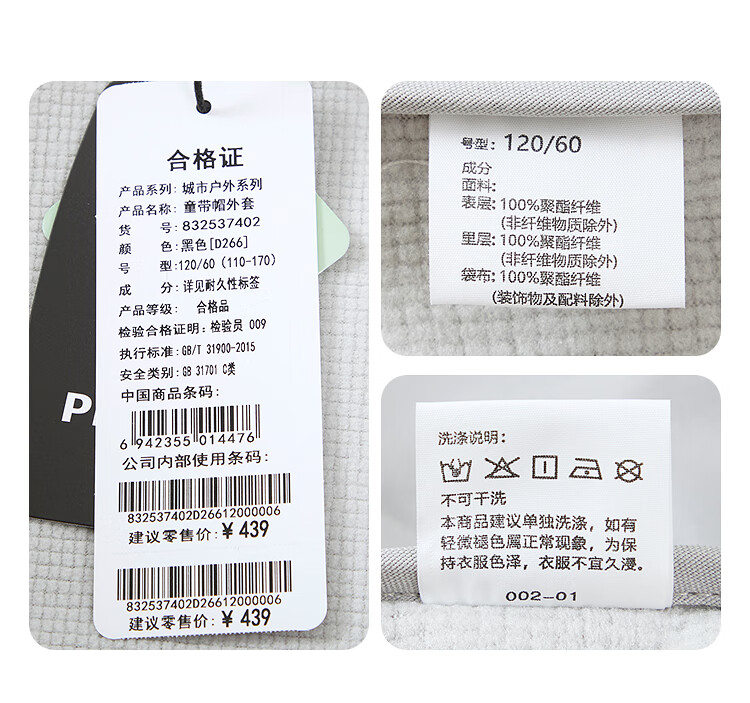 合格证
产品系列: 城市户外系列
产品名称: 童带帽外套
货 号: 832537402
颜 色: 黑色[D266]
号 型: 120/60 (110-170)
成 分: 详见耐久性标签
产品等级: 合格品
检验合格证明: 检验员 009
执行标准: GB/T 31900-2015
安全类别: GB 31701 C类
中国商品条码:
6 942355 014476
公司内部使用条码:
832537402D26612000006
建议零售价: ¥ 439
832537402D26612000006
建议零售价: ¥ 439
号型: 120/60
成分
面料:
表层: 100%聚酯纤维
(非纤维物质除外)
里层: 100%聚酯纤维
(非纤维物质除外)
袋布: 100%聚酯纤维
(装饰物及配料除外)
洗涤说明:
不可干洗
本商品建议单独洗涤, 如有
轻微褪色属正常现象, 为保
持衣服色泽, 衣服不宜久浸。
002-01